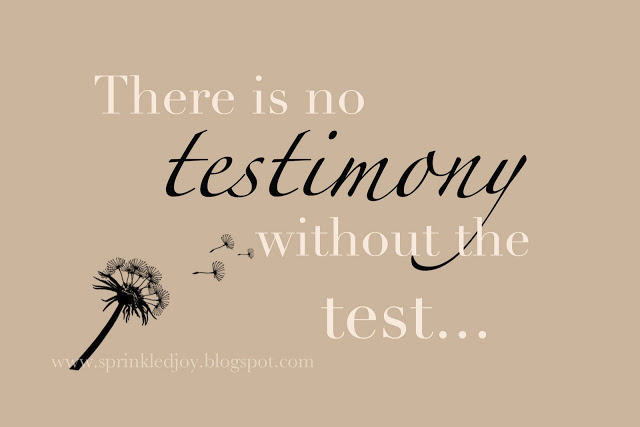 There is no
testimony
without the
test...
www.sprinkledjoy.blogspot.com